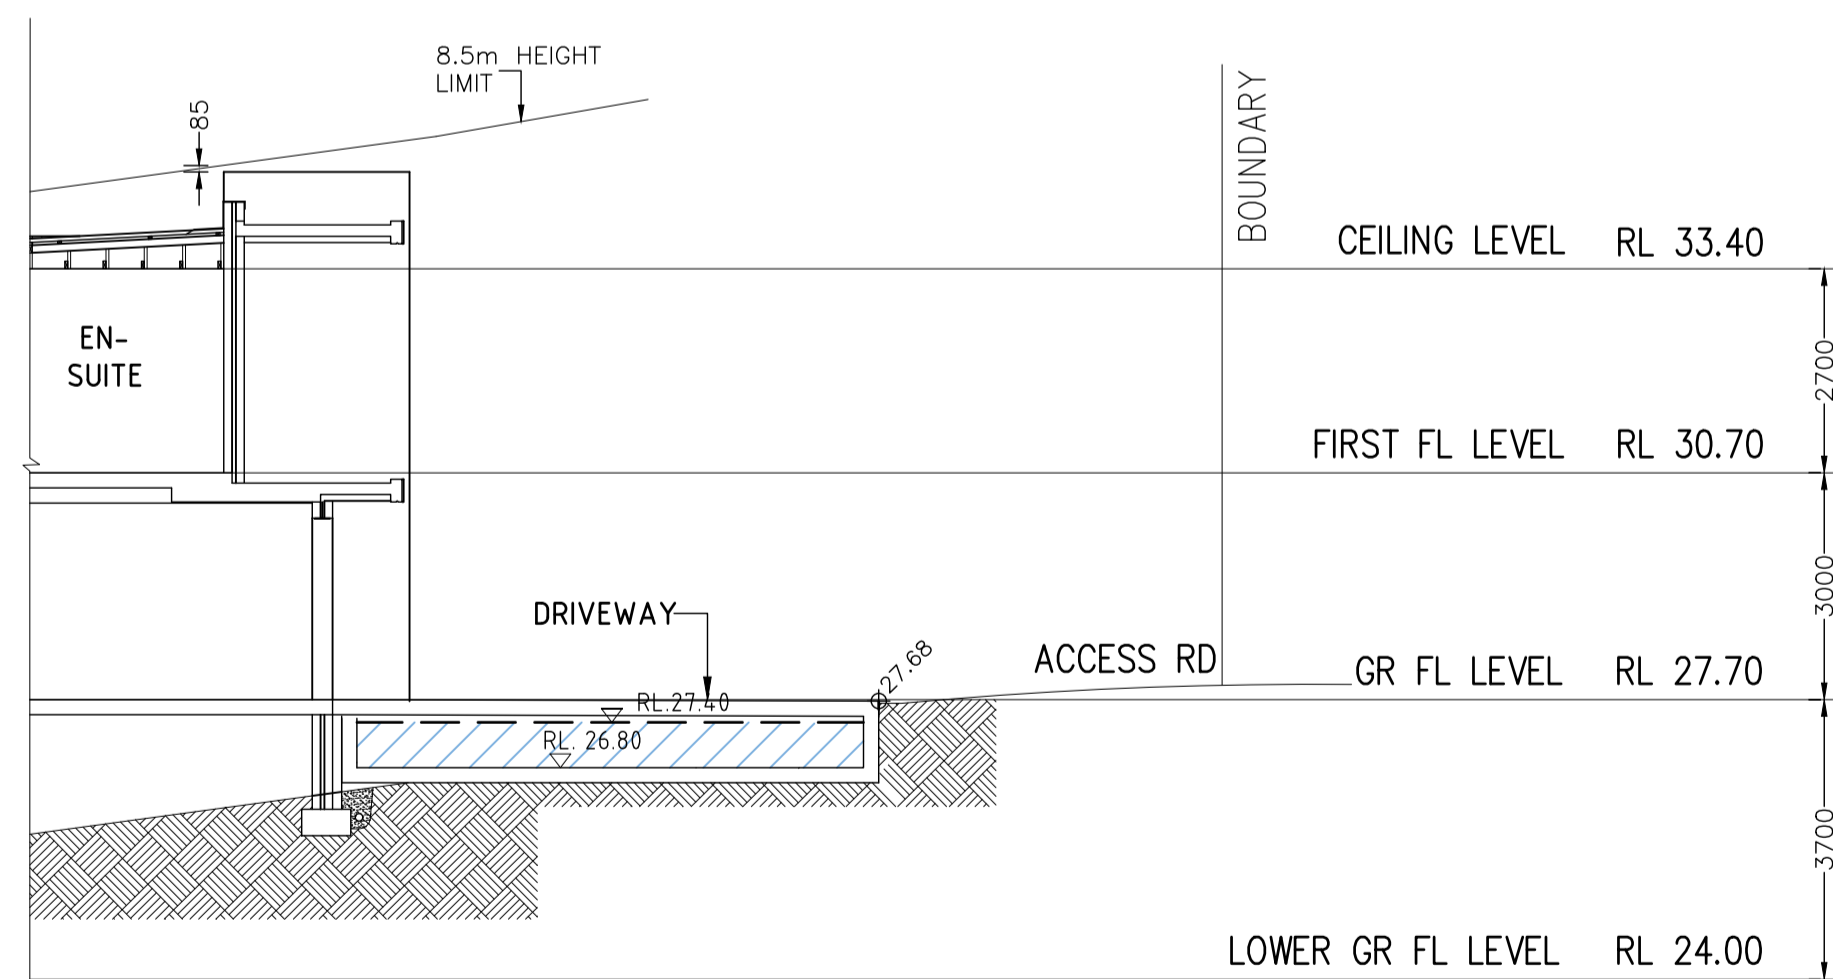 8.5m HEIGHT
LIMIT
85
BOUNDARY
CEILING LEVEL RL 33.40
EN-
SUITE
2700
FIRST FL LEVEL RL 30.70
3000
DRIVEWAY
ACCESS RD
27.68
GR FL LEVEL RL 27.70
RL.27.40
RL. 26.80
3700
LOWER GR FL LEVEL RL 24.00